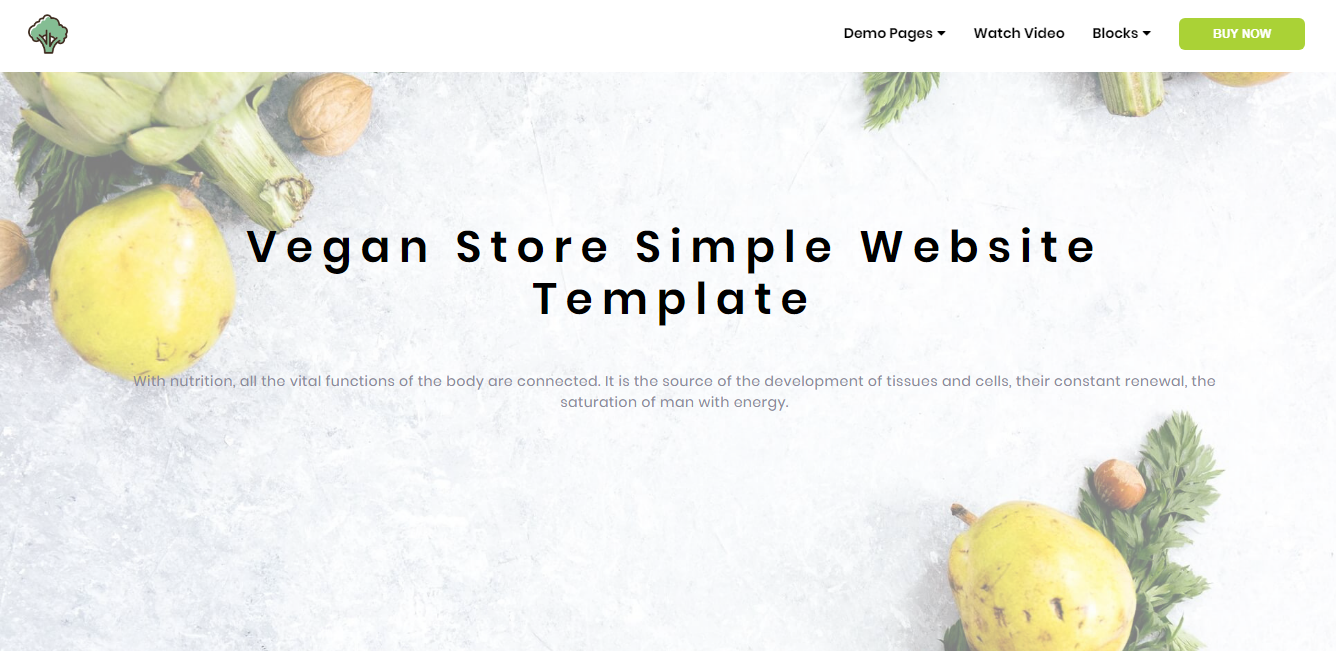 Demo Pages Watch Video Blocks BUY NOW
Vegan Store Simple Website
Template
With nutrition, all the vital functions of the body are connected. It is the source of the development of tissues and cells, their constant renewal, the
saturation of man with energy.